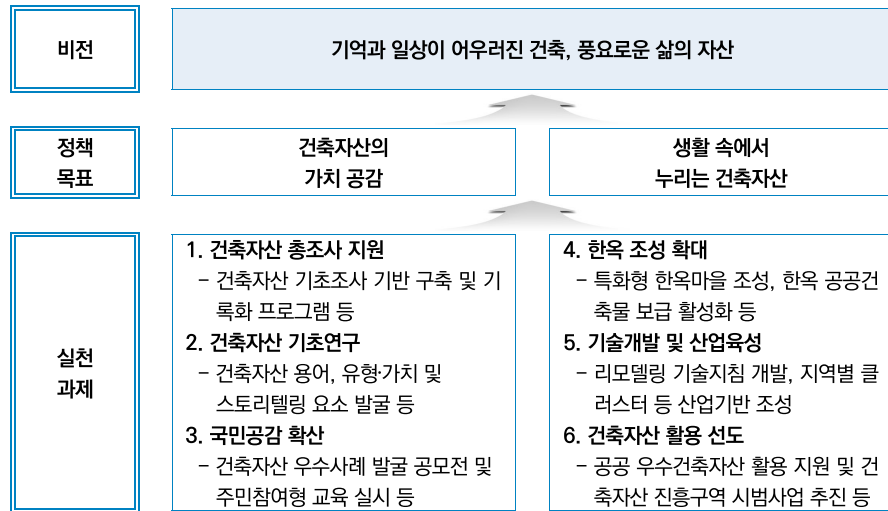 비전
기억과 일상이 어우러진 건축, 풍요로운 삶의 자산
정책
목표
건축자산의
가치 공감
생활 속에서
누리는 건축자산
실천
과제
1. 건축자산 총조사 지원
- 건축자산 기초조사 기반 구축 및 기
록화 프로그램 등
2. 건축자산 기초연구
- 건축자산 용어, 유형·가치 및
스토리텔링 요소 발굴 등
3. 국민공감 확산
- 건축자산 우수사례 발굴 공모전 및
주민참여형 교육 실시 등
4. 한옥 조성 확대
- 특화형 한옥마을 조성, 한옥 공공건
축물 보급 활성화 등
5. 기술개발 및 산업육성
- 리모델링 기술지침 개발, 지역별 클
러스터 등 산업기반 조성
6. 건축자산 활용 선도
- 공공 우수건축자산 활용 지원 및 건
축자산 진흥구역 시범사업 추진 등